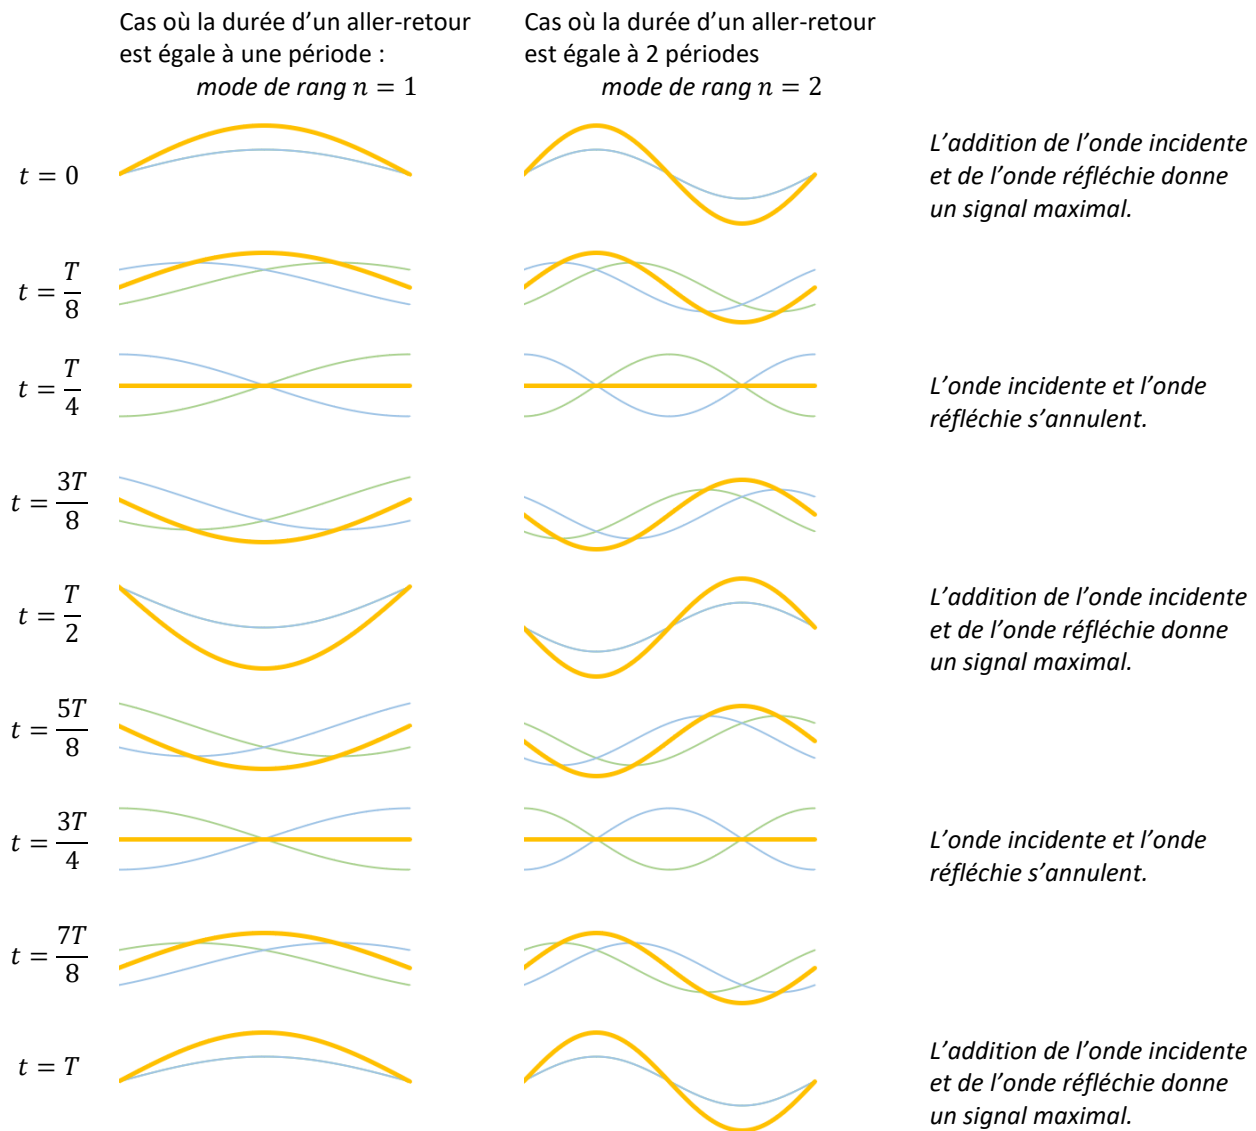 Cas où la durée d’un aller-retour
est égale à une période :
mode de rang n = 1
Cas où la durée d’un aller-retour
est égale à 2 périodes
mode de rang n = 2
t = 0
L’addition de l’onde incidente
et de l’onde réfléchie donne
un signal maximal.
t = T/8
t = T/4
L’onde incidente et l’onde
réfléchie s’annulent.
t = 3T/8
t = T/2
L’addition de l’onde incidente
et de l’onde réfléchie donne
un signal maximal.
t = 5T/8
t = 3T/4
L’onde incidente et l’onde
réfléchie s’annulent.
t = 7T/8
t = T
L’addition de l’onde incidente
et de l’onde réfléchie donne
un signal maximal.